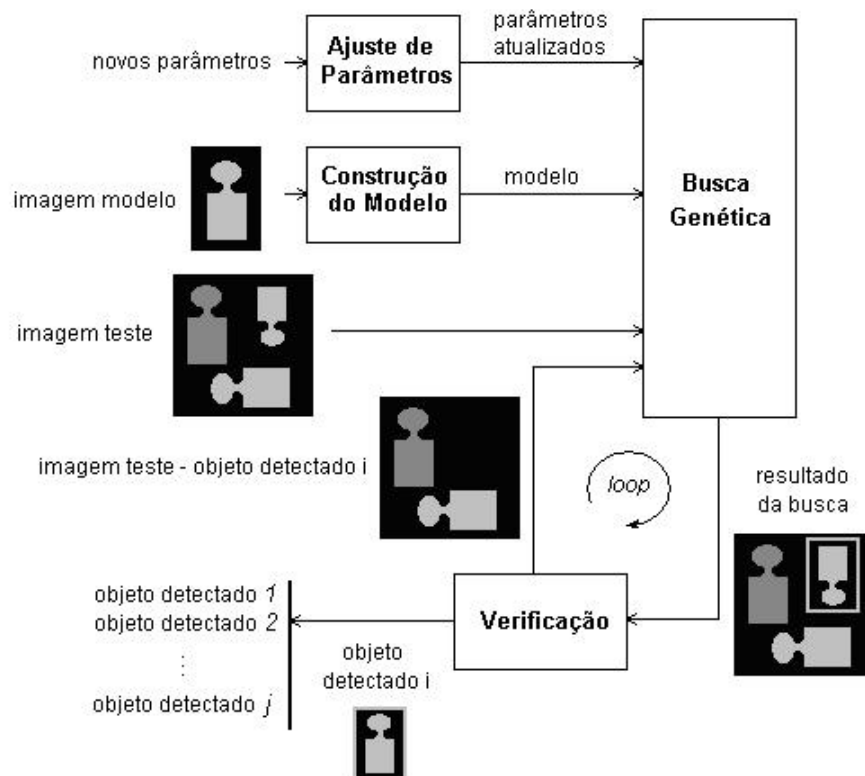 novos parâmetros
Ajuste de
Parâmetros
parâmetros
atualizados
imagem modelo
Construção
do Modelo
modelo
Busca
Genética
imagem teste
imagem teste - objeto detectado i
loop
resultado
da busca
Verificação
objeto detectado 1
objeto detectado 2
⋮
objeto detectado j
objeto
detectado i